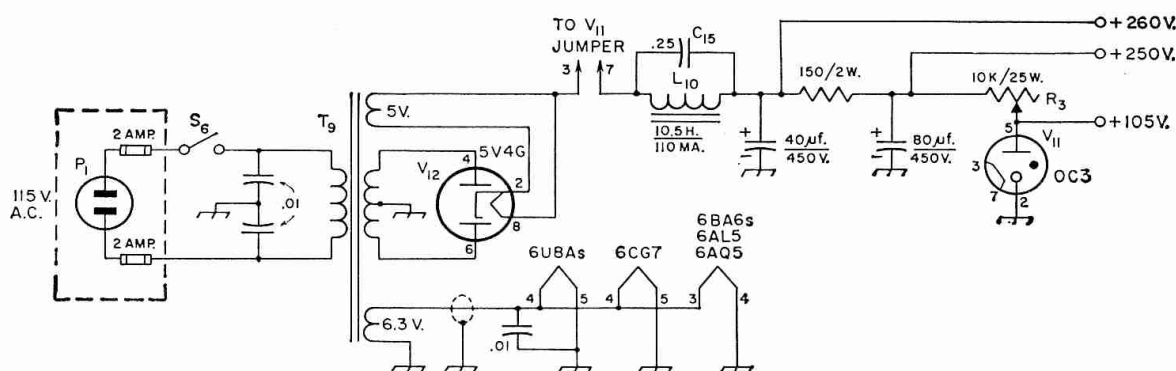 TO V11
JUMPER
3 7
.25 C15
L10
10.5 H.
110 MA.
+260V.
+250V.
150/2W.
10K/25W.
R3
+105V.
+
40µf.
–
450V.
+
80µf.
–
450V.
5
V11
3
7
2
OC3
2 AMP.
S6
T9
P1
115 V.
A.C.
.01
2 AMP.
5V.
5V4G
V12
4
2
8
6
6.3 V.
.01
6U8As
4 5
6CG7
4 5
6BA6s
6AL5
6AQ5
3 4